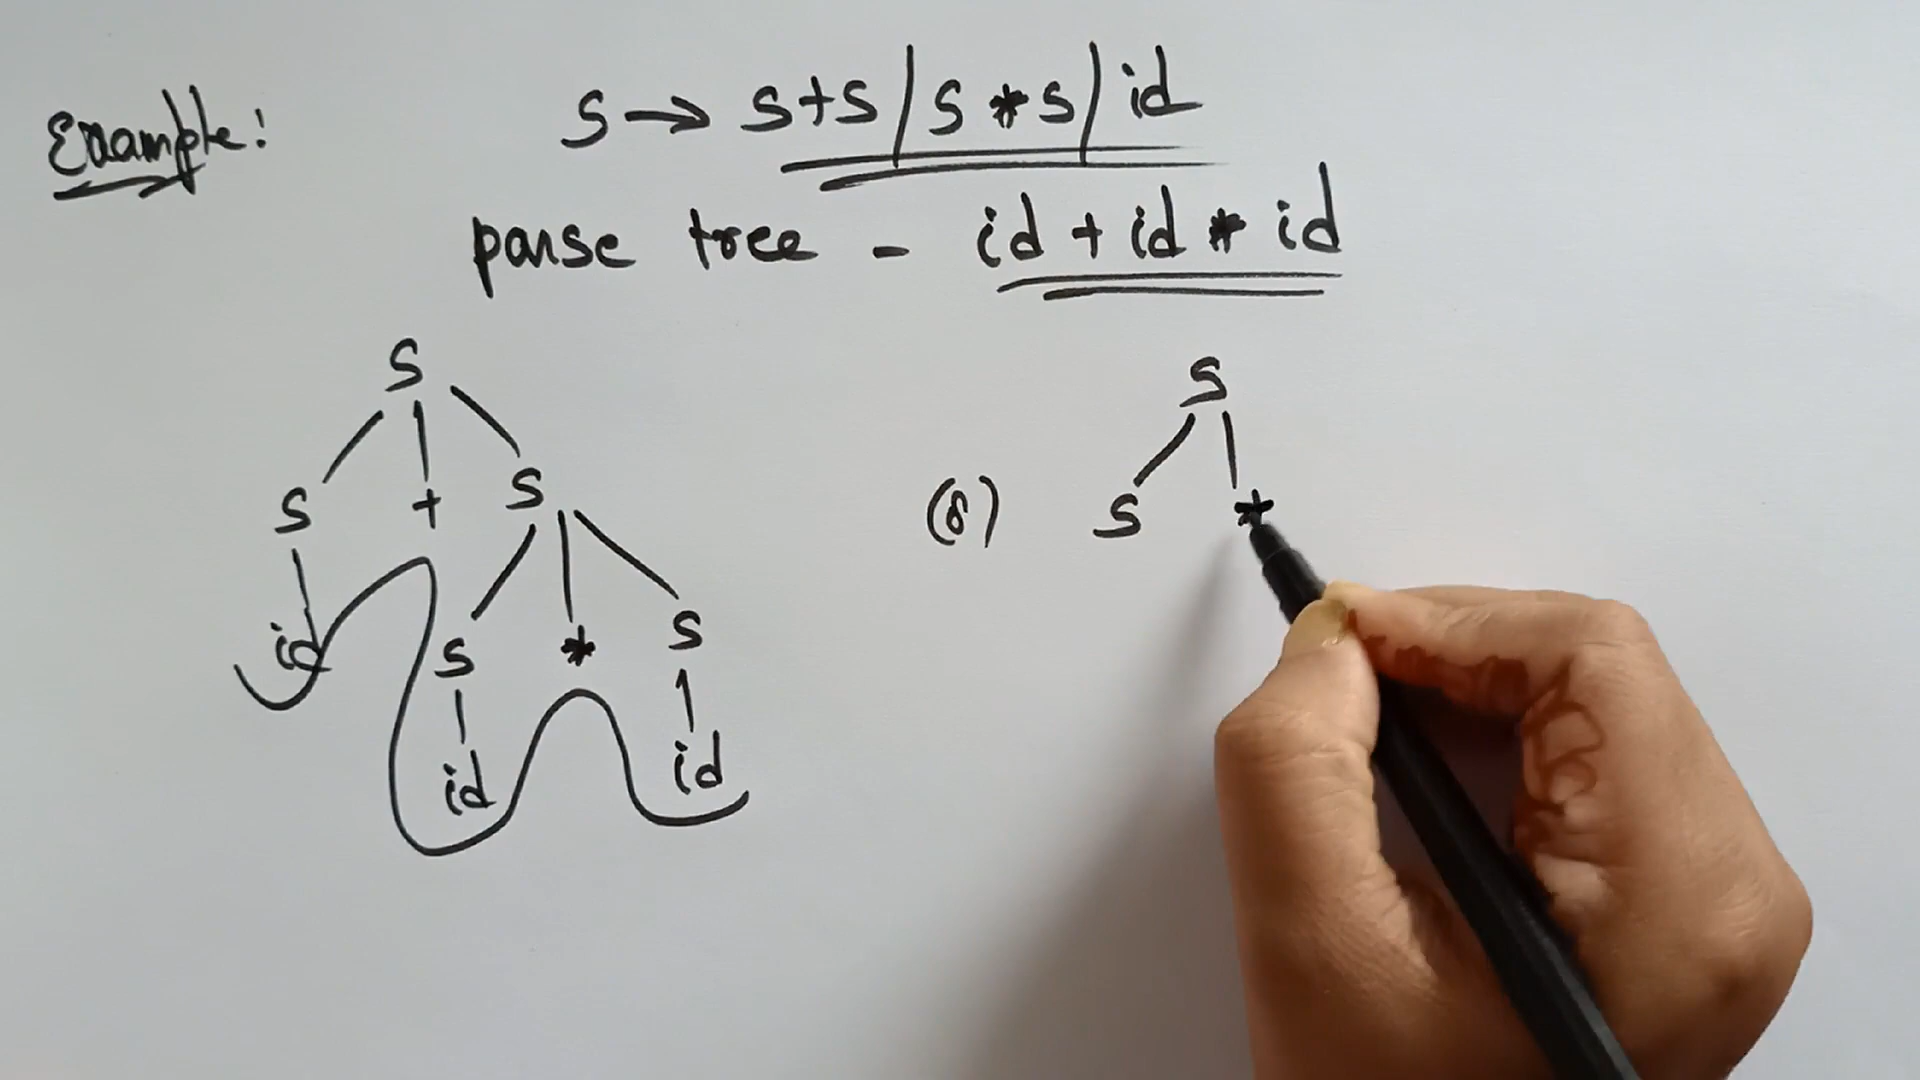 Example:
S → S+S | S * S | id
parse tree - id + id * id
S
S + S
id
S * S
id
id
(or)
S
S *